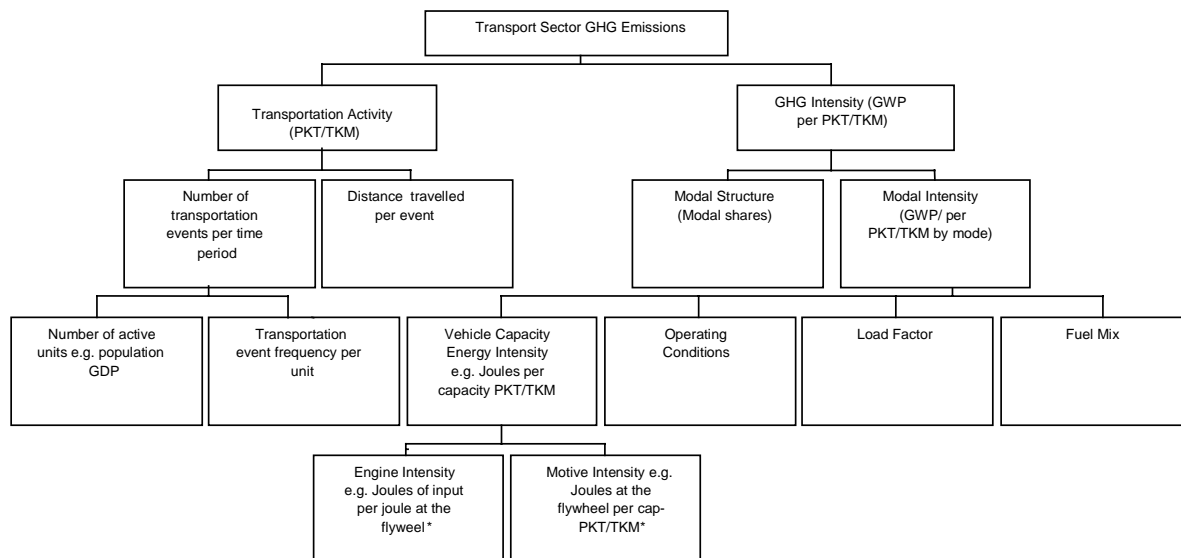 Transport Sector GHG Emissions
Transportation Activity
(PKT/TKM)
GHG Intensity (GWP
per PKT/TKM)
Number of
transportation
events per time
period
Distance travelled
per event
Modal Structure
(Modal shares)
Modal Intensity
(GWP/ per
PKT/TKM by mode)
Number of active
units e.g. population
GDP
Transportation
event frequency per
unit
Vehicle Capacity
Energy Intensity
e.g. Joules per
capacity PKT/TKM
Operating
Conditions
Load Factor
Fuel Mix
Engine Intensity
e.g. Joules of input
per joule at the
flyweel*
Motive Intensity e.g.
Joules at the
flywheel per cap-
PKT/TKM*